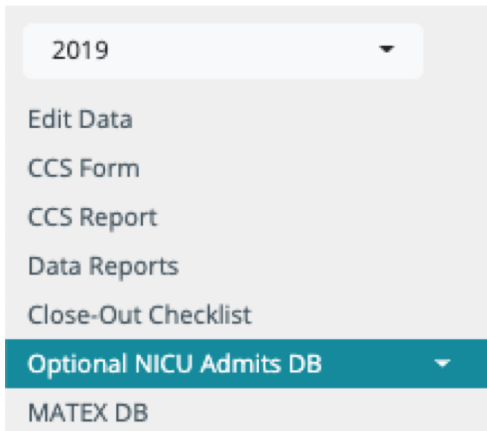 2019
Edit Data
CCS Form
CCS Report
Data Reports
Close-Out Checklist
Optional NICU Admits DB
MATEX DB